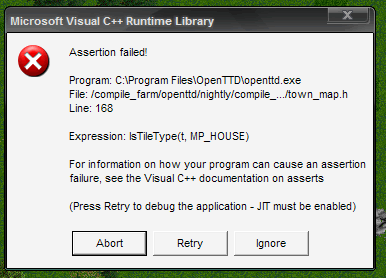 Microsoft Visual C++ Runtime Library
Assertion failed!
Program: C:\Program Files\OpenTTD\openttd.exe
File: /compile_farm/openttd/nightly/compile_.../town_map.h
Line: 168
Expression: IsTileType(t, MP_HOUSE)
For information on how your program can cause an assertion
failure, see the Visual C++ documentation on asserts
(Press Retry to debug the application - JIT must be enabled)
Abort
Retry
Ignore